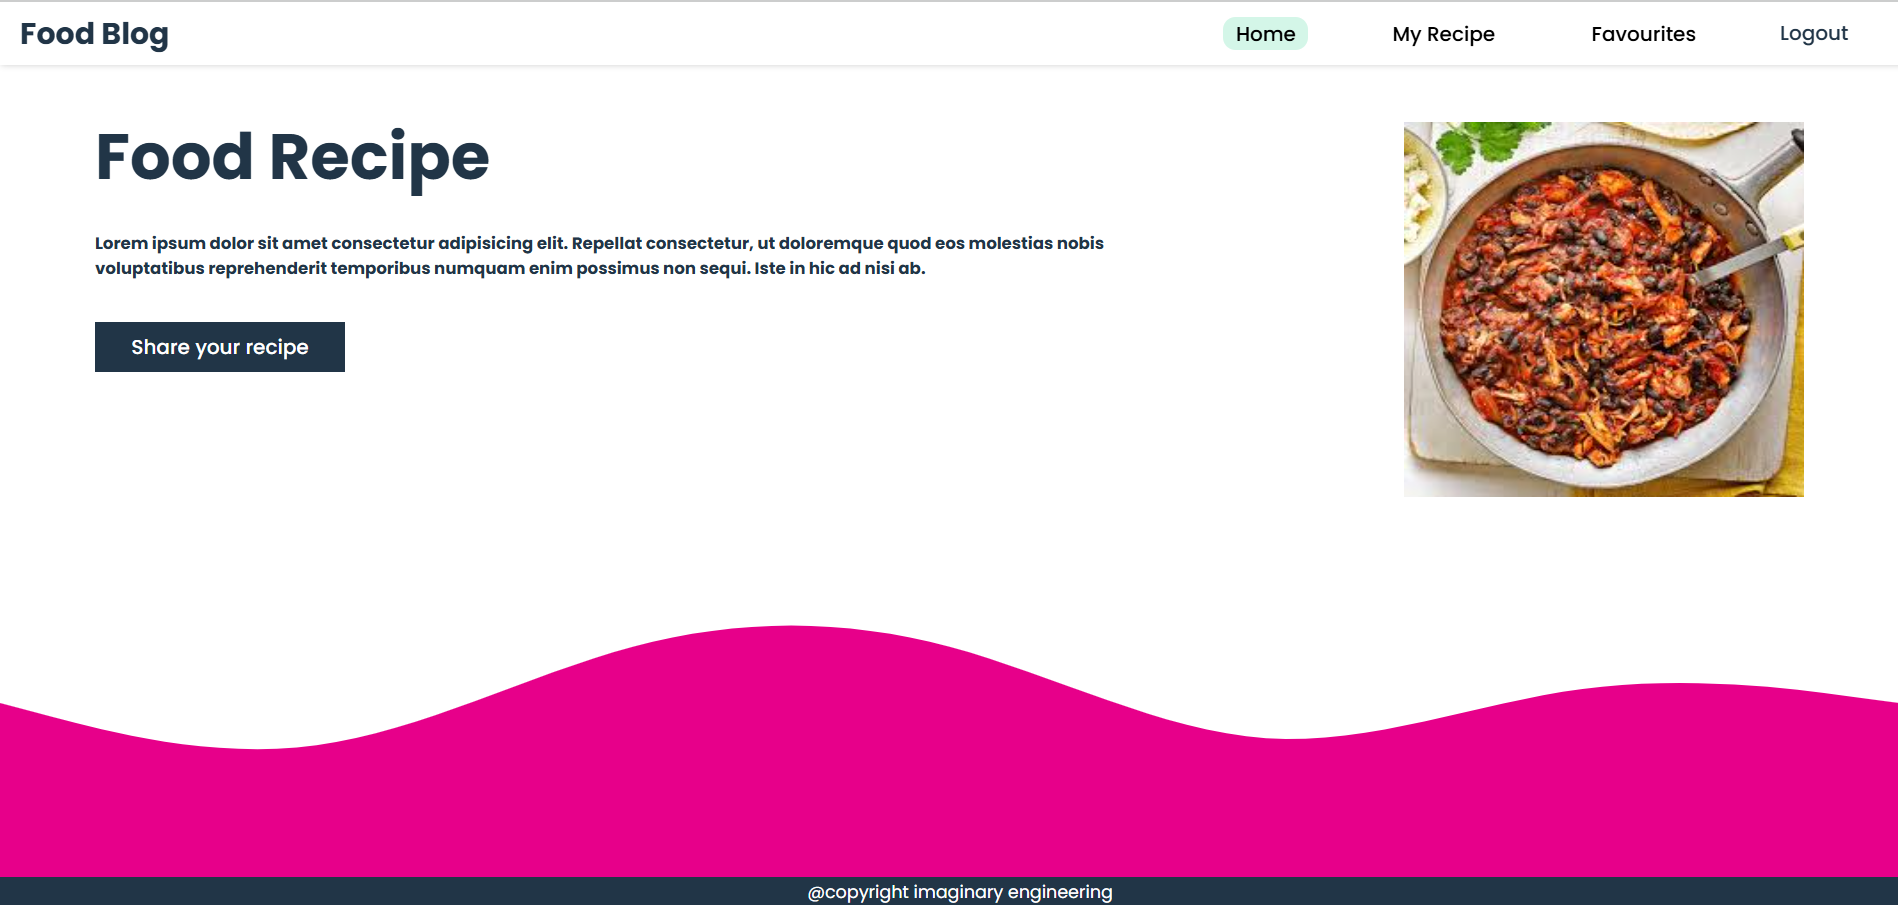 Food Blog
Home
My Recipe
Favourites
Logout
Food Recipe
Lorem ipsum dolor sit amet consectetur adipisicing elit. Repellat consectetur, ut doloremque quod eos molestias nobis
voluptatibus reprehenderit temporibus numquam enim possimus non sequi. Iste in hic ad nisi ab.
Share your recipe
@copyright imaginary engineering